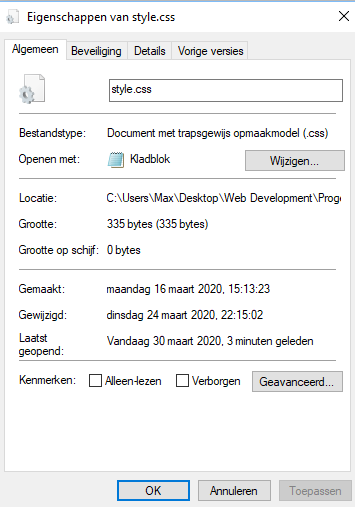 Eigenschappen van style.css
Algemeen Beveiliging Details Vorige versies
style.css
Bestandstype: Document met trapsgewijs opmaakmodel (.css)
Openen met: Kladblok Wijzigen...
Locatie: C:\Users\Max\Desktop\Web Development\Proge
Grootte: 335 bytes (335 bytes)
Grootte op schijf: 0 bytes
Gemaakt: maandag 16 maart 2020, 15:13:23
Gewijzigd: dinsdag 24 maart 2020, 22:15:02
Laatst geopend: Vandaag 30 maart 2020, 3 minuten geleden
Kenmerken: Alleen-lezen Verborgen Geavanceerd...
OK Annuleren Toepassen